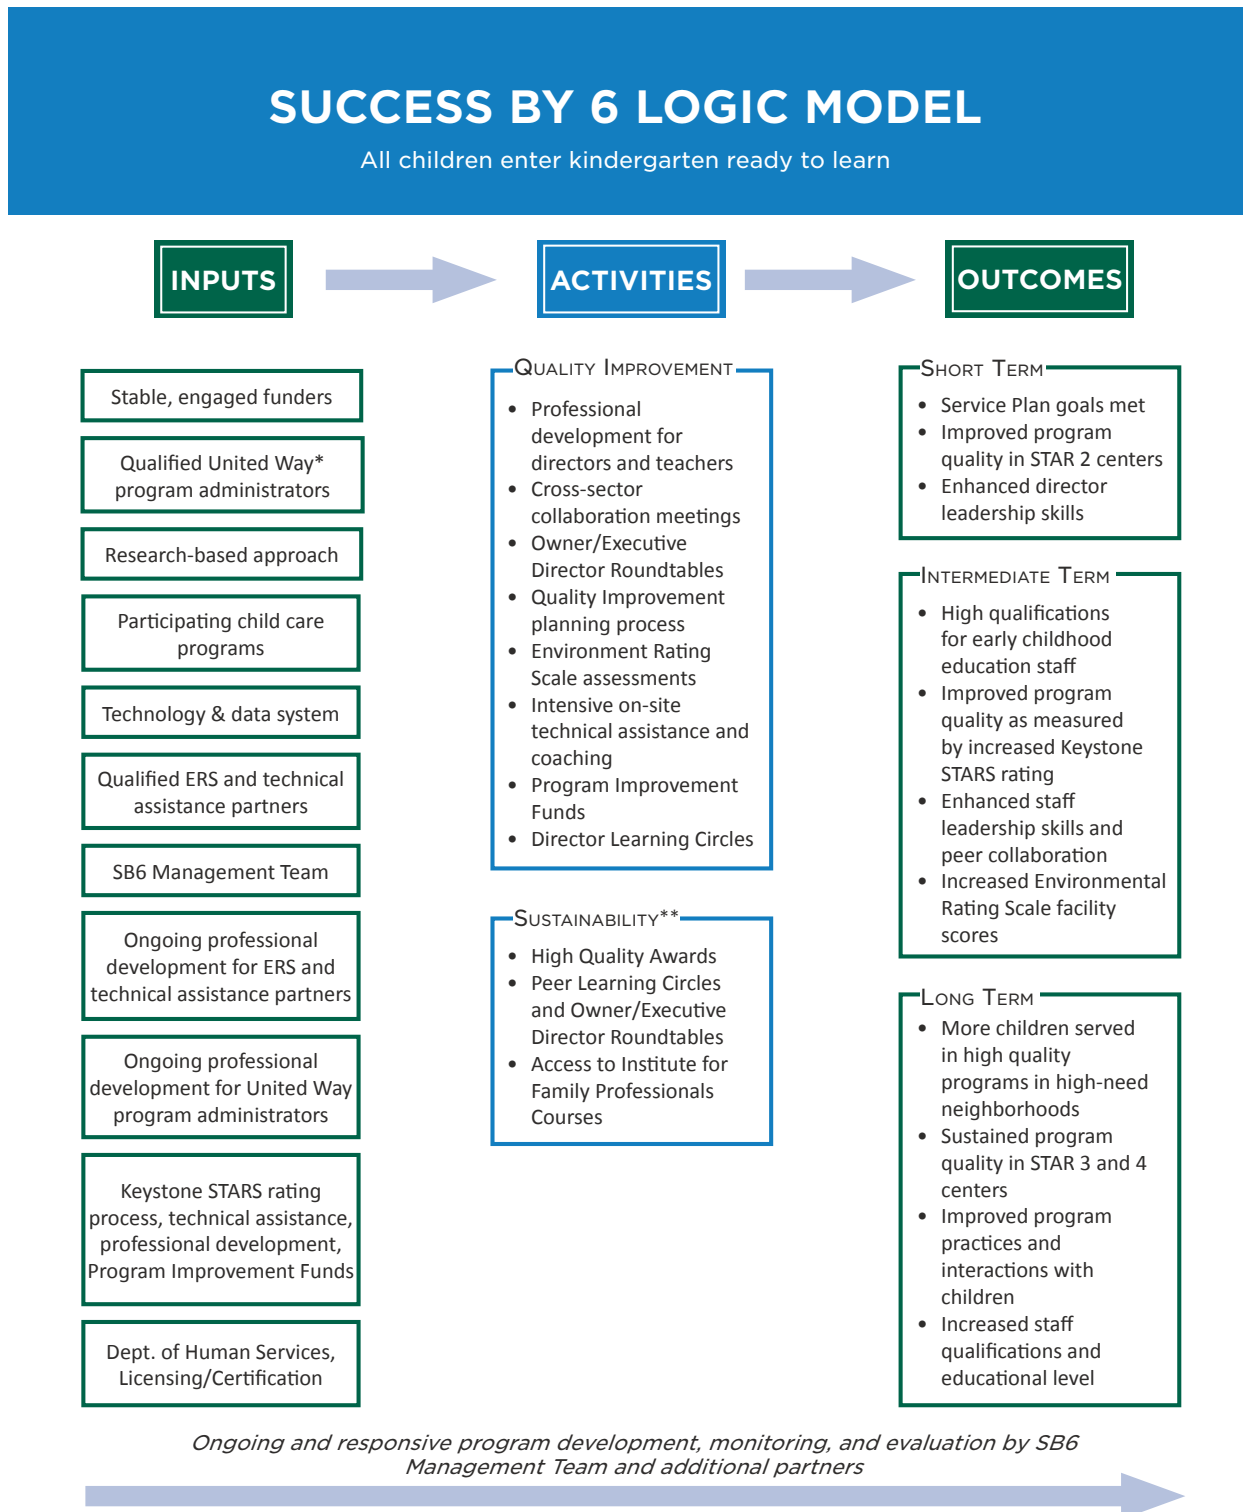 SUCCESS BY 6 LOGIC MODEL
All children enter kindergarten ready to learn
INPUTS
ACTIVITIES
OUTCOMES
Stable, engaged funders
Qualified United Way*
program administrators
Research-based approach
Participating child care
programs
Technology & data system
Qualified ERS and technical
assistance partners
SB6 Management Team
Ongoing professional
development for ERS and
technical assistance partners
Ongoing professional
development for United Way
program administrators
Keystone STARS rating
process, technical assistance,
professional development,
Program Improvement Funds
Dept. of Human Services,
Licensing/Certification
QUALITY IMPROVEMENT
• Professional
development for
directors and teachers
• Cross-sector
collaboration meetings
• Owner/Executive
Director Roundtables
• Quality Improvement
planning process
• Environment Rating
Scale assessments
• Intensive on-site
technical assistance and
coaching
• Program Improvement
Funds
• Director Learning Circles
SUSTAINABILITY**
• High Quality Awards
• Peer Learning Circles
and Owner/Executive
Director Roundtables
• Access to Institute for
Family Professionals
Courses
SHORT TERM
• Service Plan goals met
• Improved program
quality in STAR 2 centers
• Enhanced director
leadership skills
INTERMEDIATE TERM
• High qualifications
for early childhood
education staff
• Improved program
quality as measured
by increased Keystone
STARS rating
• Enhanced staff
leadership skills and
peer collaboration
• Increased Environmental
Rating Scale facility
scores
LONG TERM
• More children served
in high quality
programs in high-need
neighborhoods
• Sustained program
quality in STAR 3 and 4
centers
• Improved program
practices and
interactions with
children
• Increased staff
qualifications and
educational level
Ongoing and responsive program development, monitoring, and evaluation by SB6
Management Team and additional partners